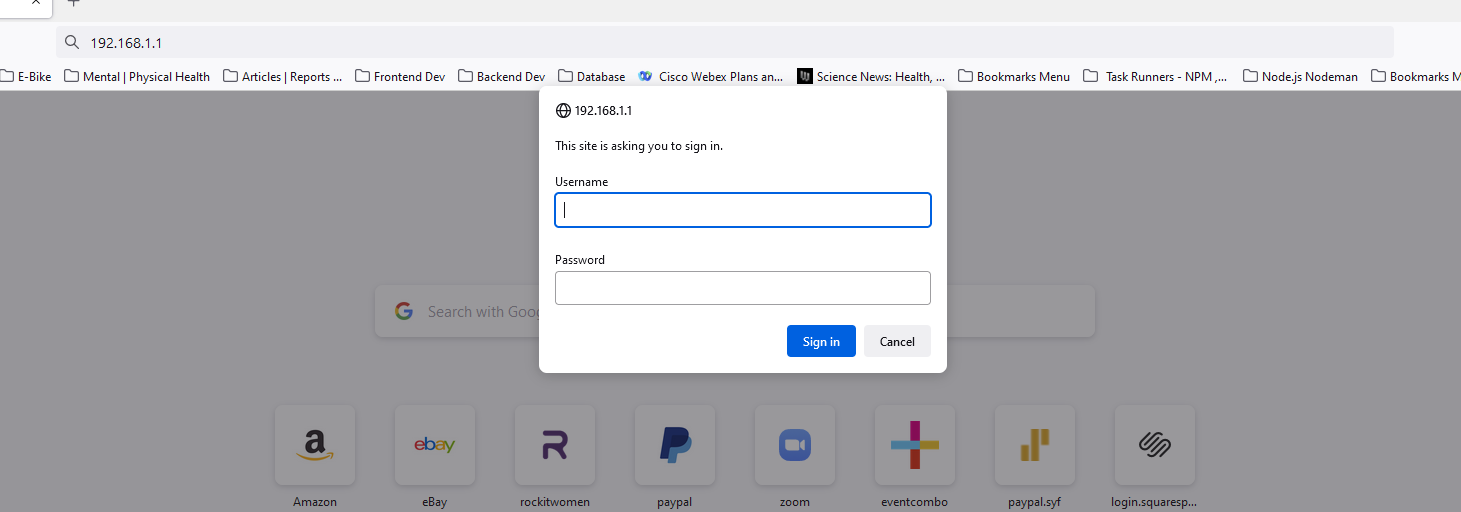 192.168.1.1
E-Bike
Mental | Physical Health
Articles | Reports ...
Frontend Dev
Backend Dev
Database
Cisco Webex Plans an...
Science News: Health, ...
Bookmarks Menu
Task Runners - NPM ,...
Node.js Nodeman
Bookmarks M
192.168.1.1
This site is asking you to sign in.
Username
Password
Search with Goog
Sign in
Cancel
ebay
Amazon
eBay
rockitwomen
paypal
zoom
eventcombo
paypal.syf
login.squaresp...